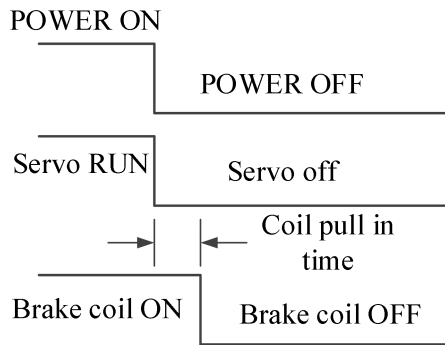 POWER ON
POWER OFF
Servo RUN
Servo off
Coil pull in
time
Brake coil ON
Brake coil OFF